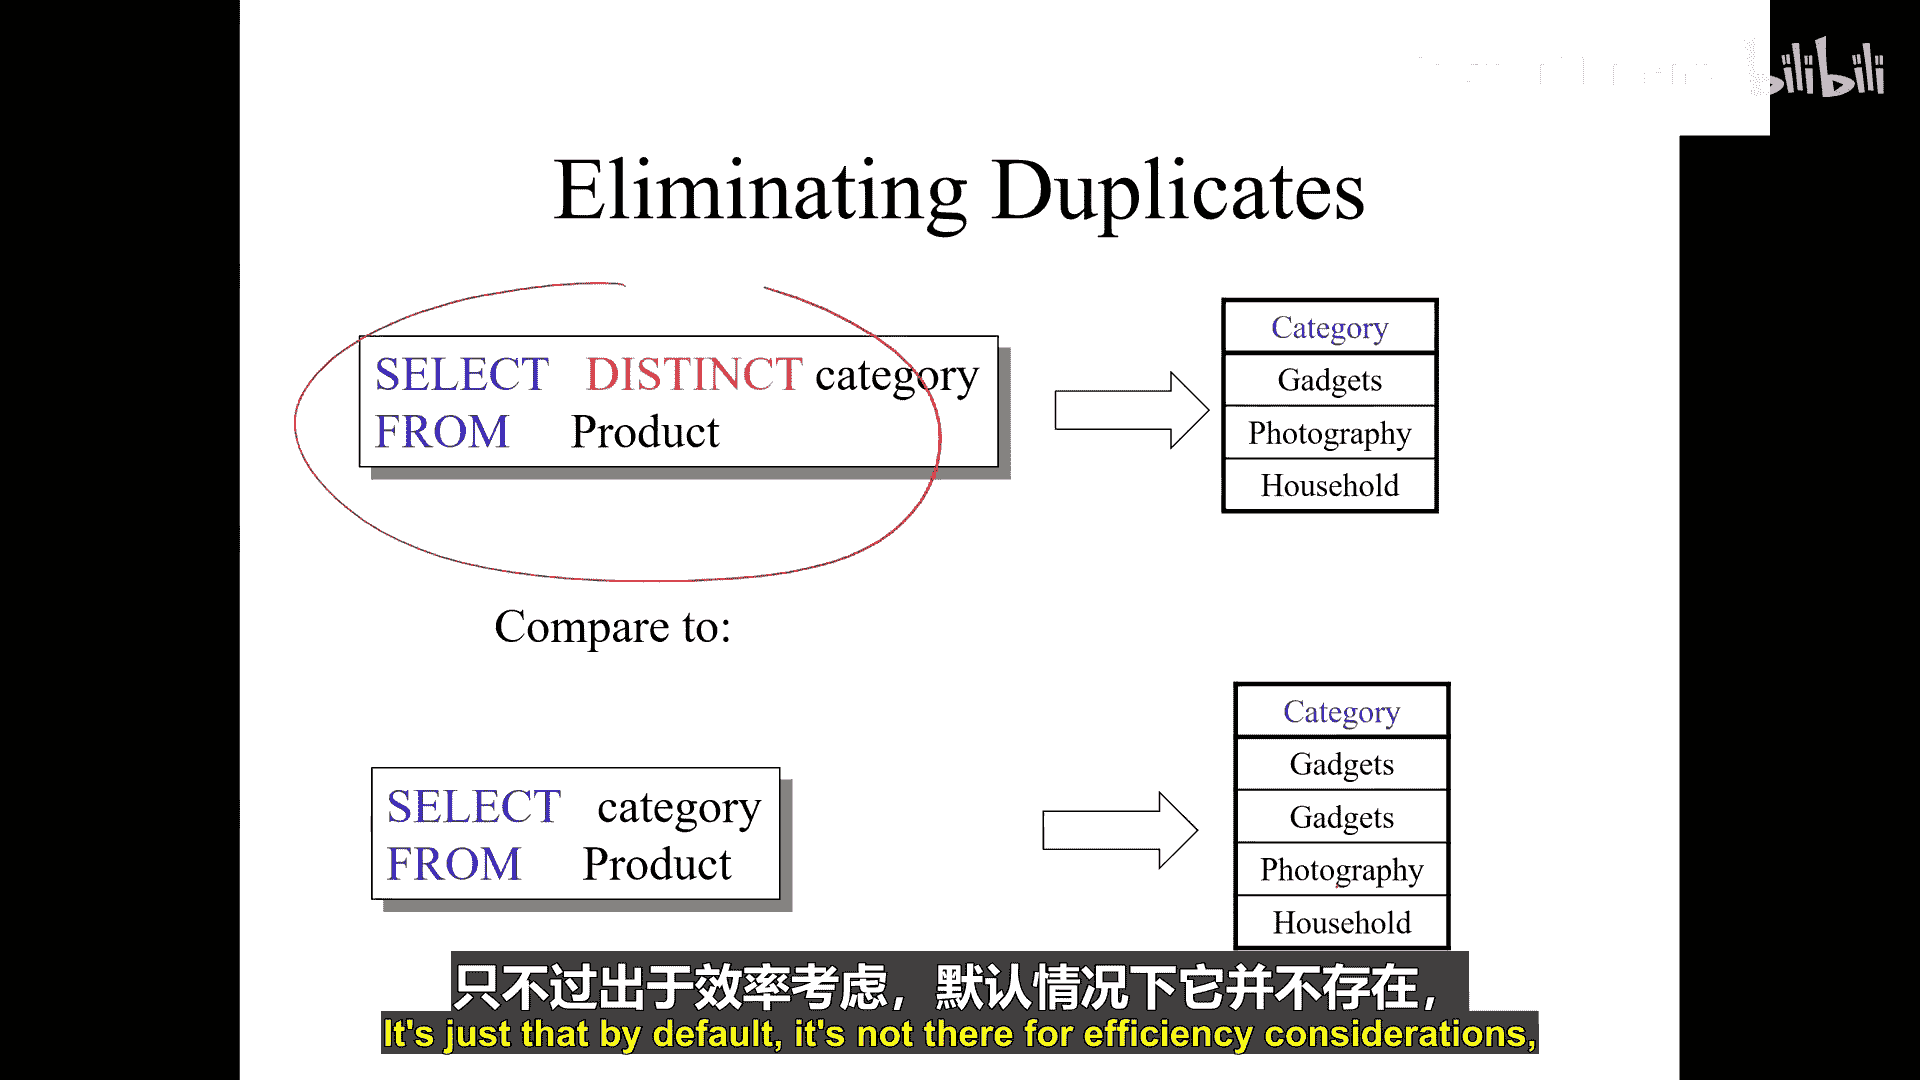 bilibili
Eliminating Duplicates
SELECT DISTINCT category
FROM Product
Category
Gadgets
Photography
Household
Compare to:
SELECT category
FROM Product
Category
Gadgets
Gadgets
Photography
Household
只不过出于效率考虑，默认情况下它并不存在，
It's just that by default, it's not there for efficiency considerations,